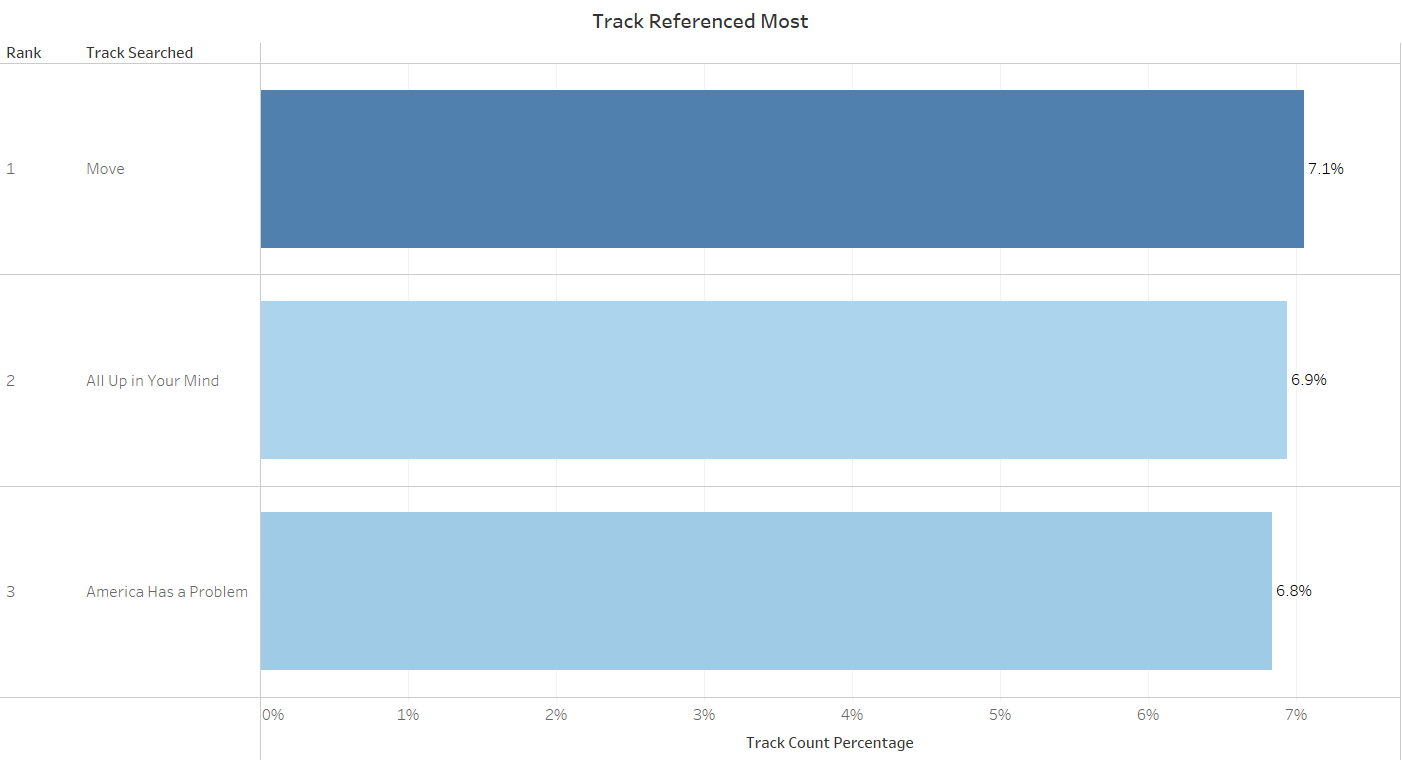 Track Referenced Most
Rank Track Searched
1 Move 7.1%
2 All Up in Your Mind 6.9%
3 America Has a Problem 6.8%
0% 1% 2% 3% 4% 5% 6% 7%
Track Count Percentage